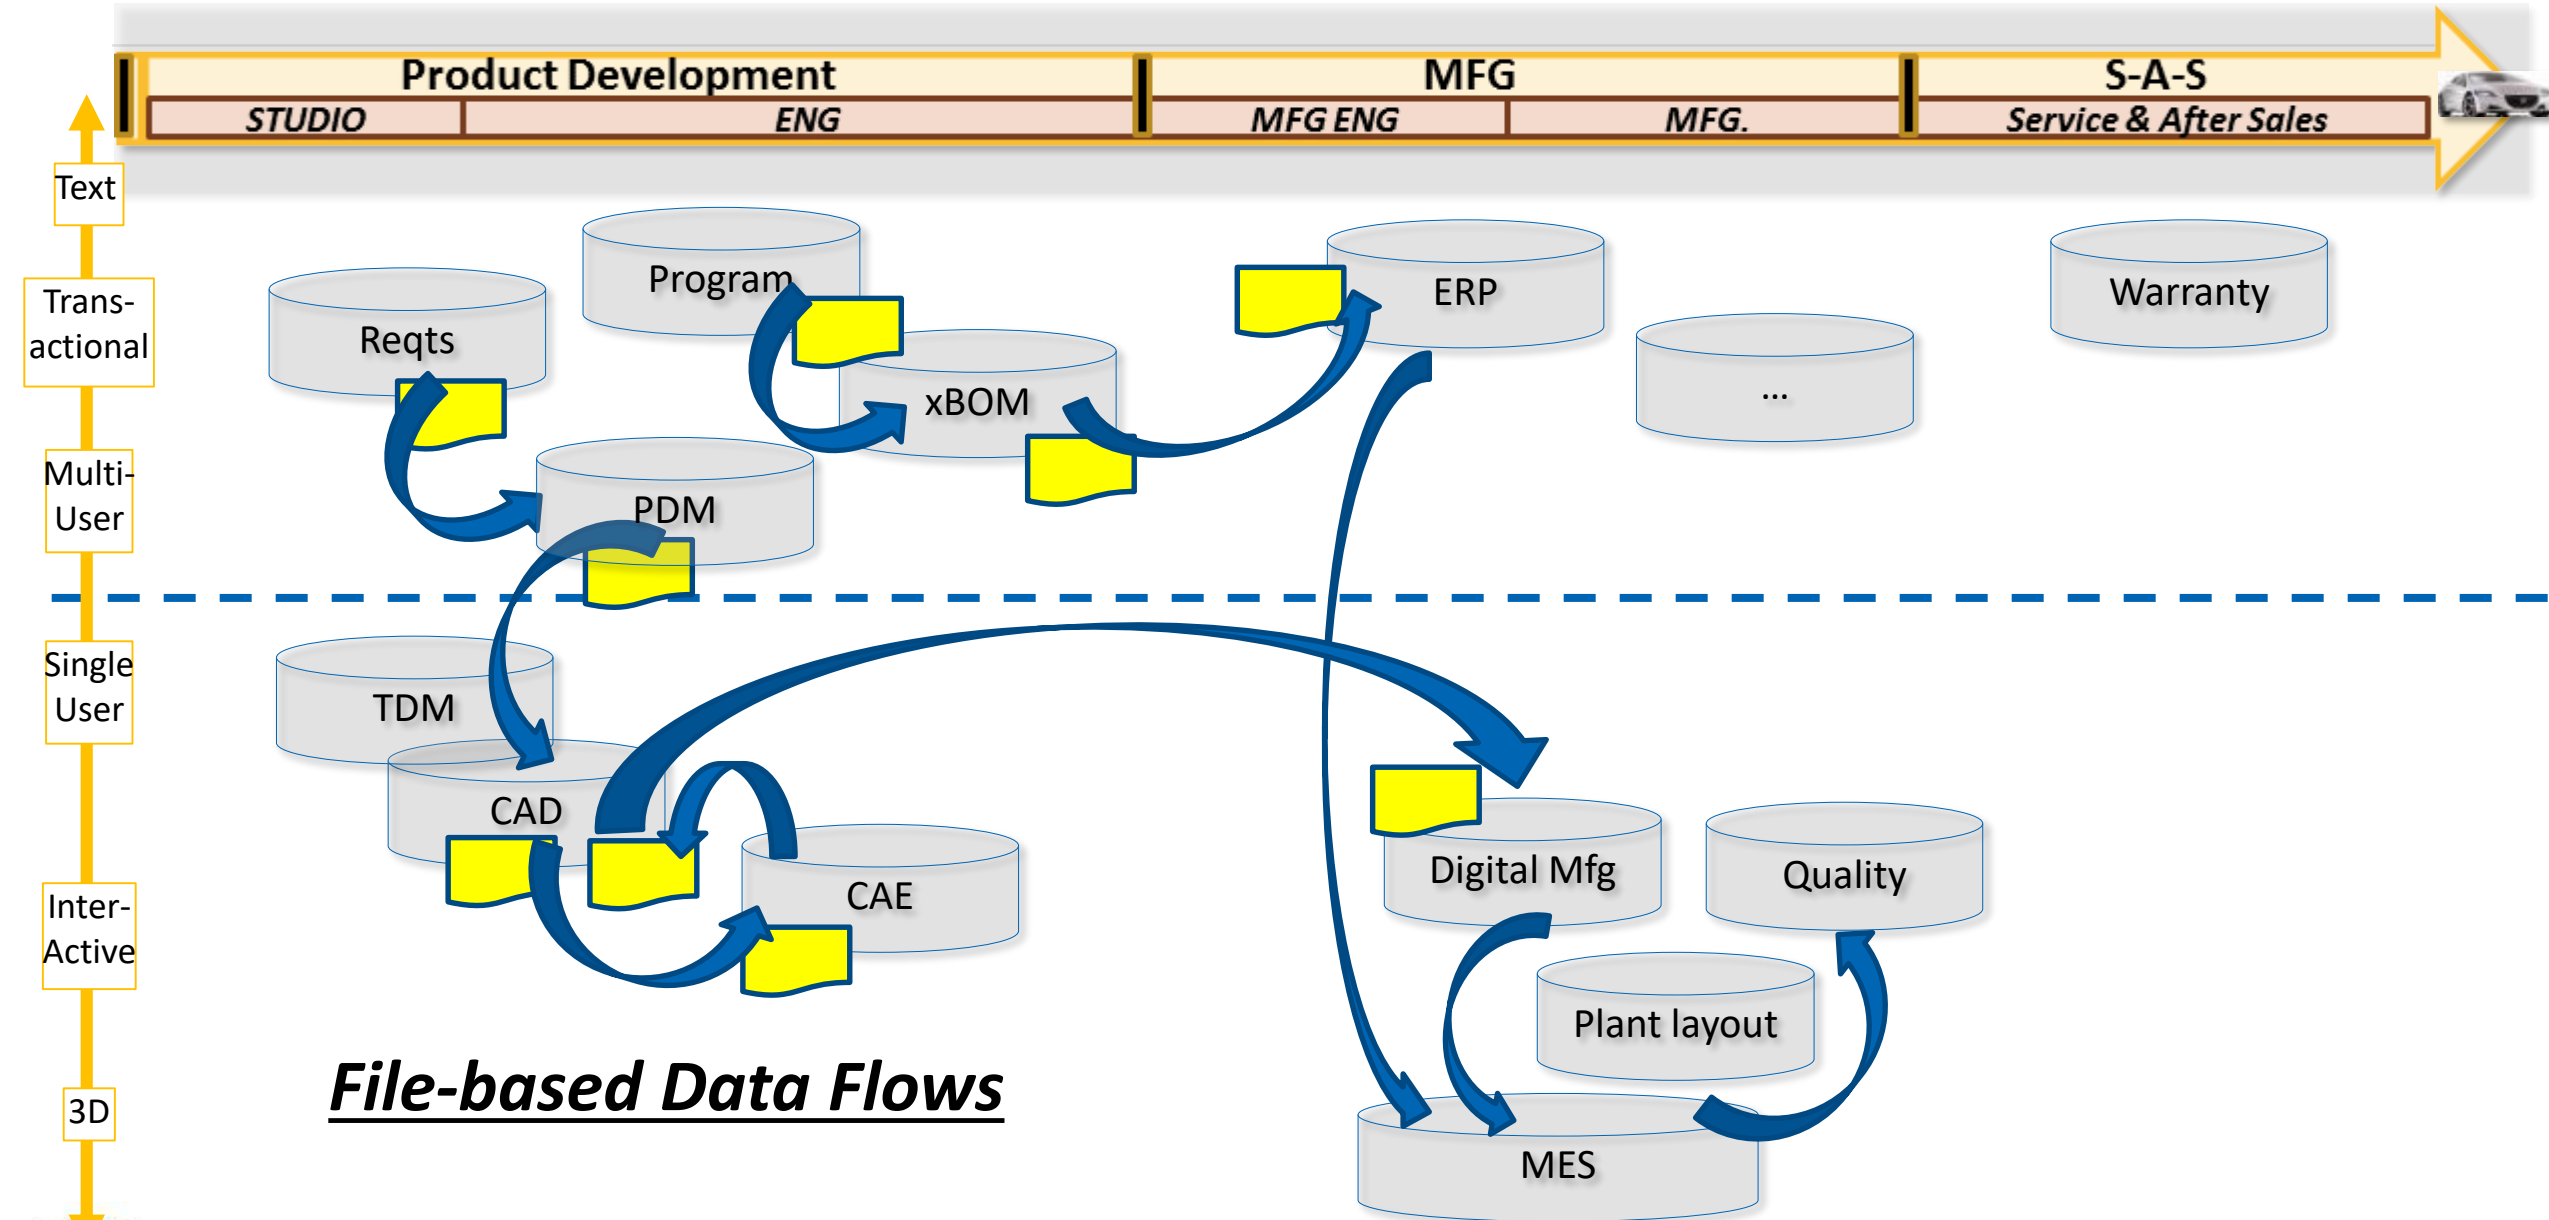 Product Development
MFG
S-A-S
STUDIO
ENG
MFG ENG
MFG.
Service & After Sales
Text
Trans-
actional
Multi-
User
Single
User
Inter-
Active
3D
Program
Reqts
xBOM
PDM
ERP
...
Warranty
TDM
CAD
CAE
Digital Mfg
Quality
Plant layout
MES
File-based Data Flows